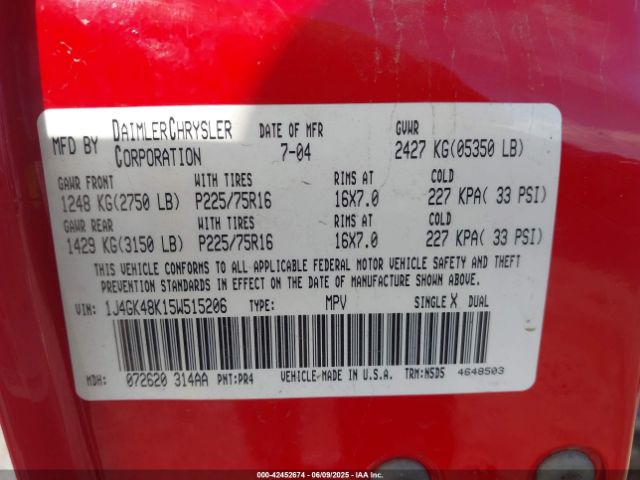 MFD BY DAIMLERCHRYSLER CORPORATION DATE OF MFR 7-04 GVWR 2427 KG(05350 LB)
GAWR FRONT WITH TIRES RIMS AT COLD
1248 KG(2750 LB) P225/75R16 16X7.0 227 KPA( 33 PSI)
GAWR REAR WITH TIRES RIMS AT COLD
1429 KG(3150 LB) P225/75R16 16X7.0 227 KPA( 33 PSI)
THIS VEHICLE CONFORMS TO ALL APPLICABLE FEDERAL MOTOR VEHICLE SAFETY AND THEFT
PREVENTION STANDARDS IN EFFECT ON THE DATE OF MANUFACTURE SHOWN ABOVE.
VIN: 1J4GK48K15W515206 TYPE: MPV SINGLE X DUAL
MDH: 072620 314AA PNT:PR4 VEHICLE MADE IN U.S.A. TRM:N5D5 4648503
000-42452674 - 06/09/2025 - IAAI.COM